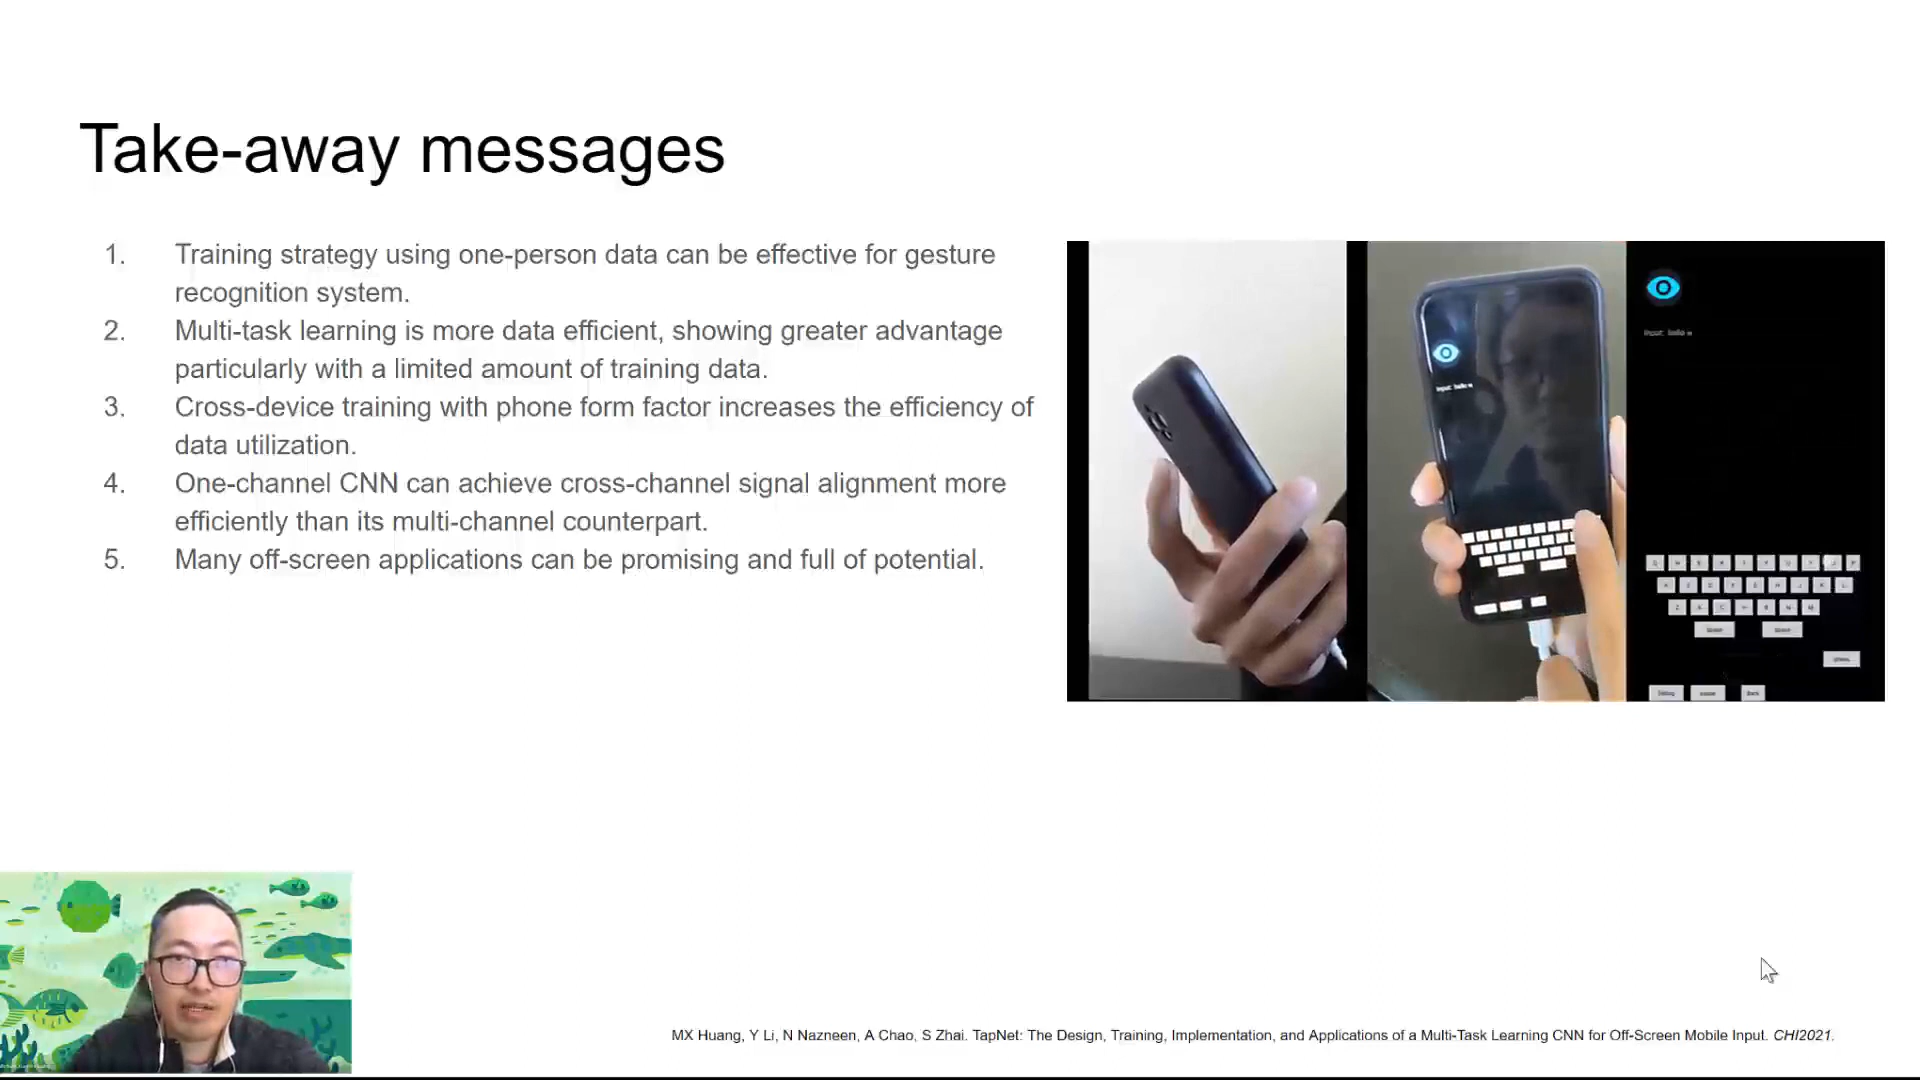 Take-away messages
1. Training strategy using one-person data can be effective for gesture
recognition system.
2. Multi-task learning is more data efficient, showing greater advantage
particularly with a limited amount of training data.
3. Cross-device training with phone form factor increases the efficiency of
data utilization.
4. One-channel CNN can achieve cross-channel signal alignment more
efficiently than its multi-channel counterpart.
5. Many off-screen applications can be promising and full of potential.
Input: hello w
Input: hello w
MX Huang, Y Li, N Nazneen, A Chao, S Zhai. TapNet: The Design, Training, Implementation, and Applications of a Multi-Task Learning CNN for Off-Screen Mobile Input. CHI2021.